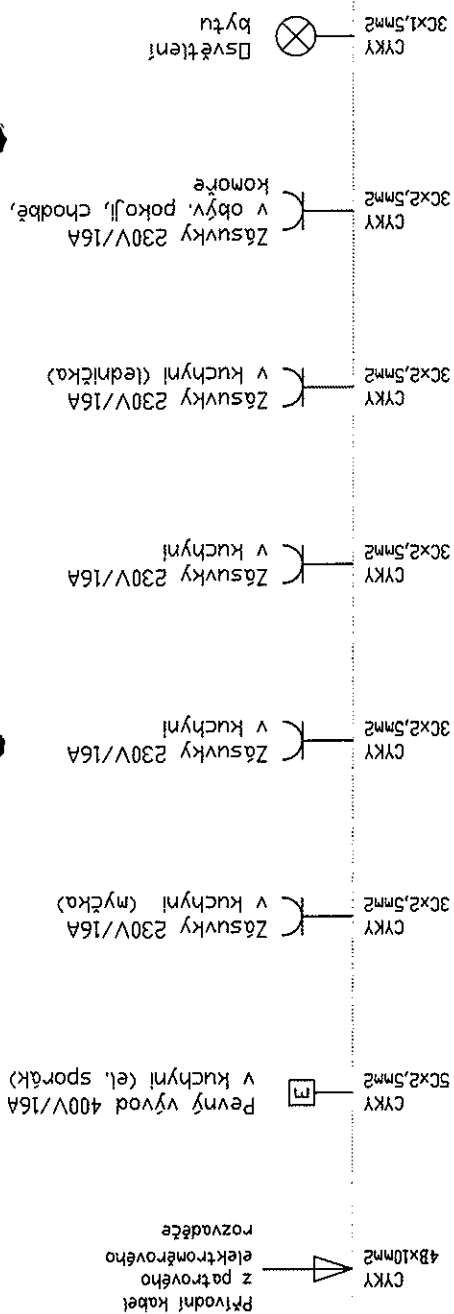 CYKY
4Bx10mm2
Přívodní kabel
z patrového
elektroměrového
rozvaděče
CYKY
5Cx2,5mm2
E
Pevný vývod 400V/16A
v kuchyni (el. sporák)
CYKY
3Cx2,5mm2
Zásuvky 230V/16A
v kuchyni (myčka)
CYKY
3Cx2,5mm2
Zásuvky 230V/16A
v kuchyni
CYKY
3Cx2,5mm2
Zásuvky 230V/16A
v kuchyni
CYKY
3Cx2,5mm2
Zásuvky 230V/16A
v kuchyni (lednička)
CYKY
3Cx2,5mm2
Zásuvky 230V/16A
v obýv. pokoji, chodbě,
komoře
CYKY
3Cx1,5mm2
Osvětlení
bytu